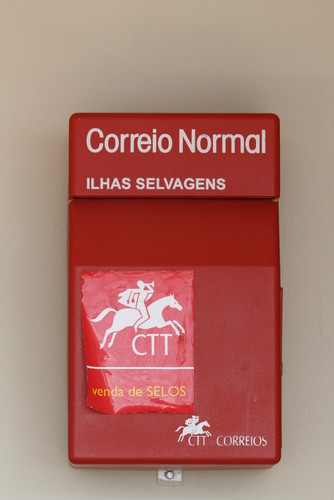 Correio Normal
ILHAS SELVAGENS
CTT
venda de SELOS
CTT CORREIOS